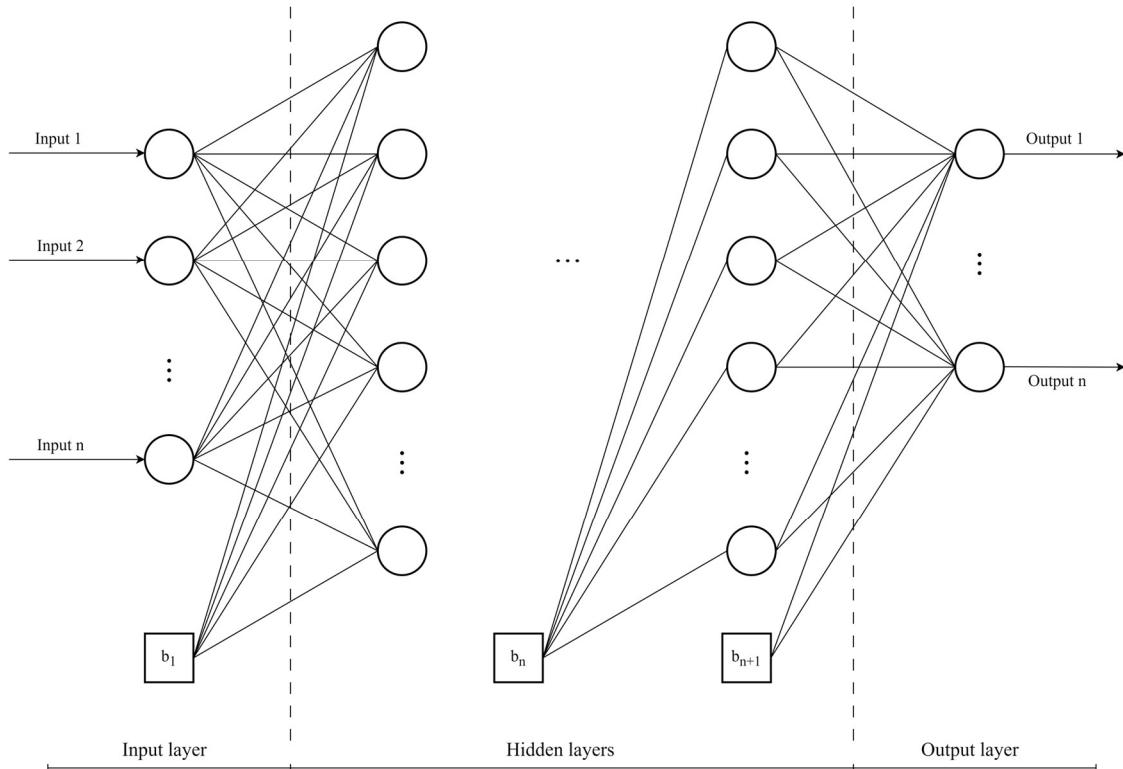 Input 1
Input 2
Input n
Output 1
Output n
...
b₁
bₙ
bₙ₊₁
Input layer
Hidden layers
Output layer